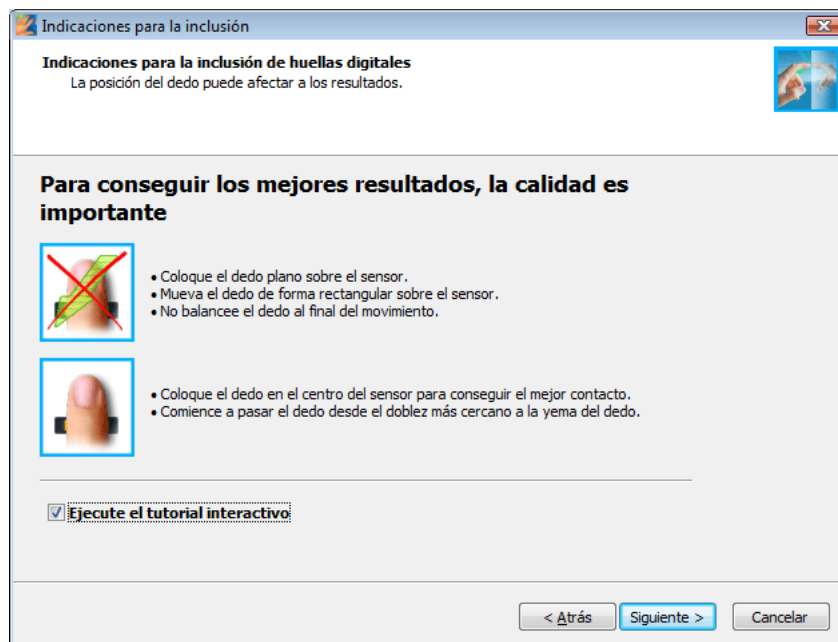 Indicaciones para la inclusión
Indicaciones para la inclusión de huellas digitales
La posición del dedo puede afectar a los resultados.
Para conseguir los mejores resultados, la calidad es
importante
• Coloque el dedo plano sobre el sensor.
• Mueva el dedo de forma rectangular sobre el sensor.
• No balancee el dedo al final del movimiento.
• Coloque el dedo en el centro del sensor para conseguir el mejor contacto.
• Comience a pasar el dedo desde el doblez más cercano a la yema del dedo.
Ejecute el tutorial interactivo
< Atrás Siguiente > Cancelar